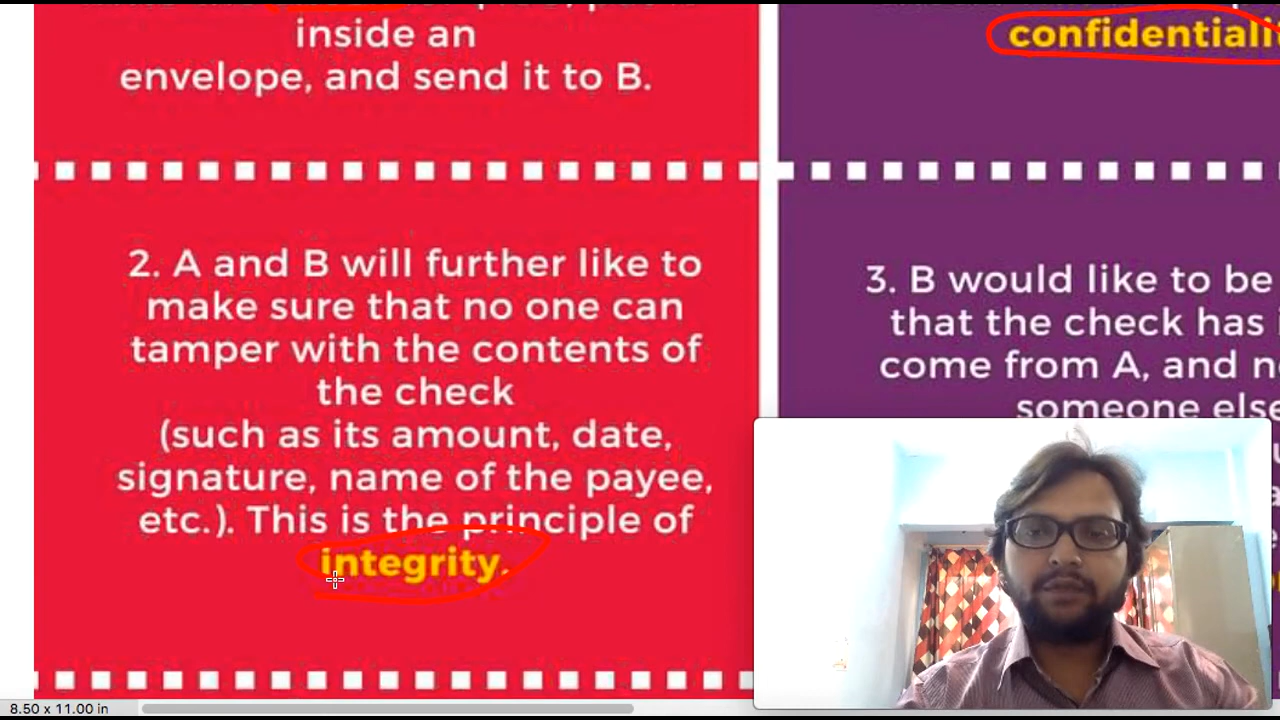 inside an
envelope, and send it to B.
2. A and B will further like to
make sure that no one can
tamper with the contents of
the check
(such as its amount, date,
signature, name of the payee,
etc.). This is the principle of
integrity.
3. B would like to be
that the check has
come from A, and
someone
8.50 x 11.00 in